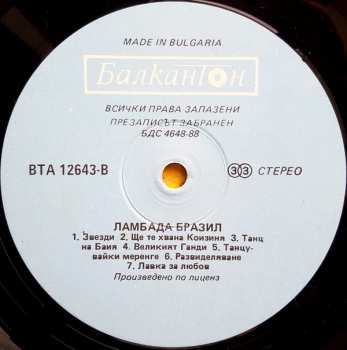 MADE IN BULGARIA
Балкантон
ВСИЧКИ ПРАВА ЗАПАЗЕНИ
ПРЕЗАПИСЪТ ЗАБРАНЕН
БДС 4648-88
ВТА 12643-В
33 СТЕРЕО
ЛАМБАДА БРАЗИЛ
1. Звезди 2. Ще те хвана Коизиня 3. Танц
на Баия 4. Великият Ганди 5. Танцу-
вайки меренге 6. Развиделяване
7. Лавка за любов
Произведено по лиценз